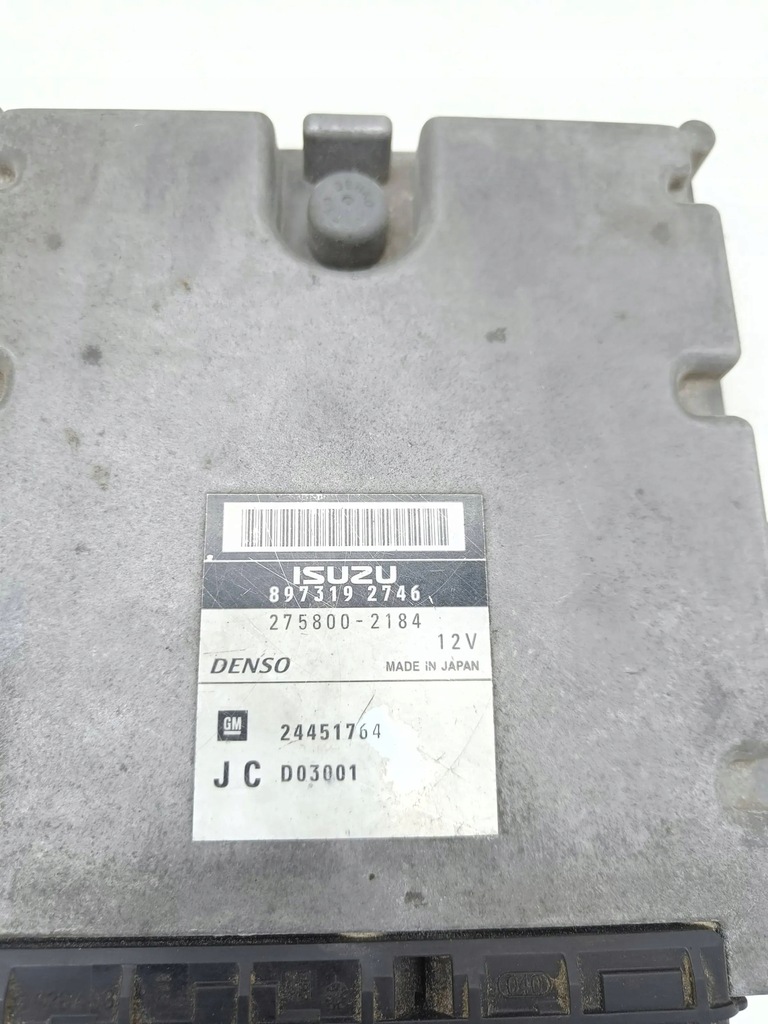 ISUZU
897319 2746
275800-2184
12V
DENSO MADE IN JAPAN
GM 24451764
JC D03001